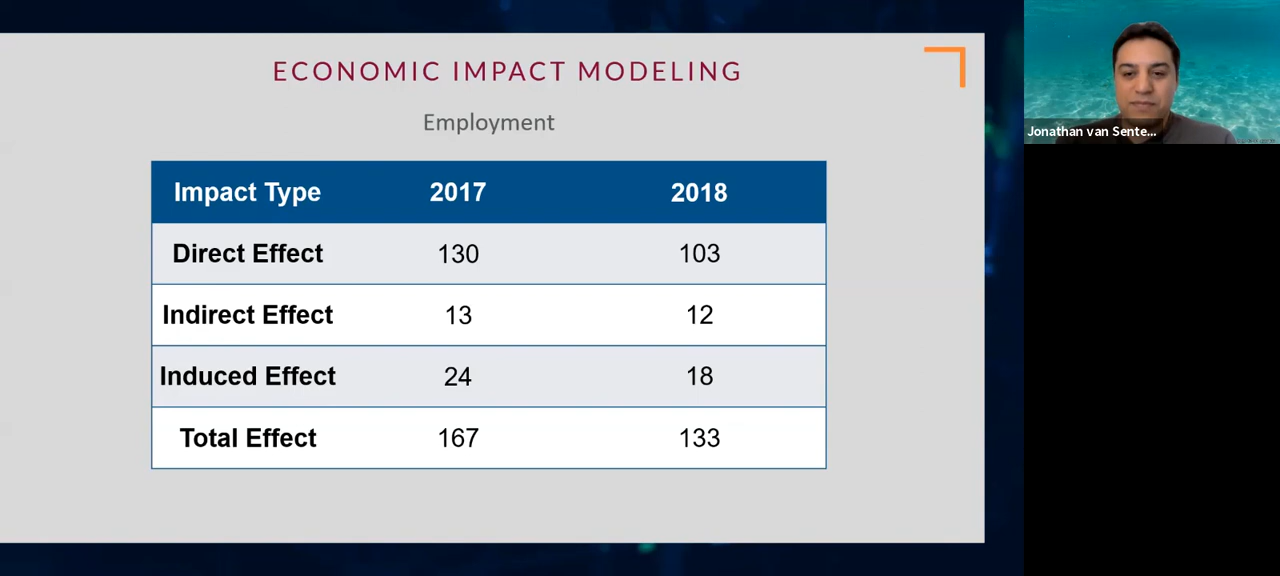 ECONOMIC IMPACT MODELING
Employment
Impact Type 2017 2018
Direct Effect 130 103
Indirect Effect 13 12
Induced Effect 24 18
Total Effect 167 133
Jonathan van Sente...